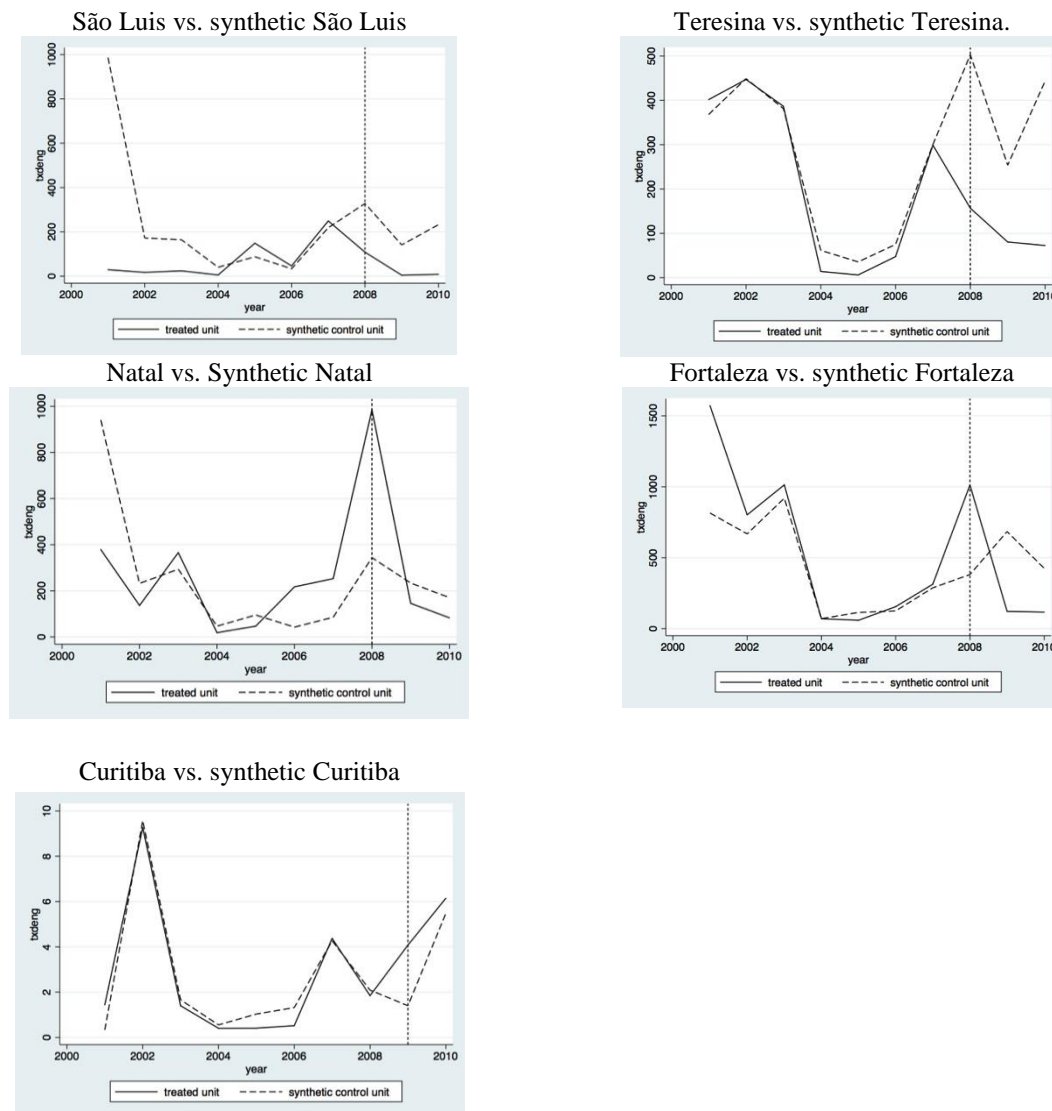 São Luis vs. synthetic São Luis
1000
800
600
400
200
0
txdeng
2000 2002 2004 2006 2008 2010
year
treated unit synthetic control unit
Teresina vs. synthetic Teresina.
500
400
300
200
100
0
txdeng
2000 2002 2004 2006 2008 2010
year
treated unit synthetic control unit
Natal vs. Synthetic Natal
1000
800
600
400
200
0
txdeng
2000 2002 2004 2006 2008 2010
year
treated unit synthetic control unit
Fortaleza vs. synthetic Fortaleza
1500
1000
500
0
txdeng
2000 2002 2004 2006 2008 2010
year
treated unit synthetic control unit
Curitiba vs. synthetic Curitiba
10
8
6
4
2
0
txdeng
2000 2002 2004 2006 2008 2010
year
treated unit synthetic control unit